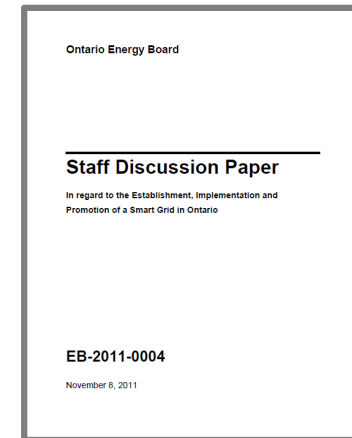 Ontario Energy Board
Staff Discussion Paper
In regard to the Establishment, Implementation and
Promotion of a Smart Grid in Ontario
EB-2011-0004
November 8, 2011